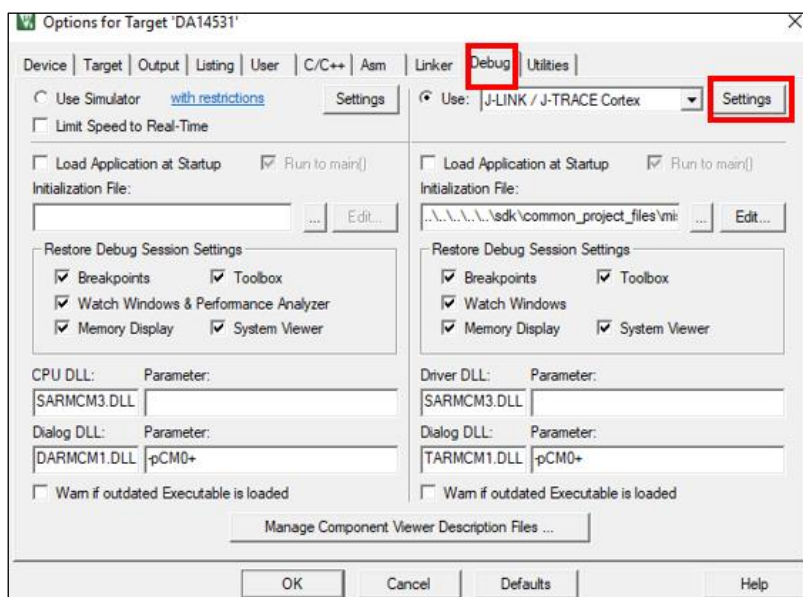 Options for Target 'DA14531'
Device | Target | Output | Listing | User | C/C++ | Asm | Linker | Debug | Utilities |
Use Simulator with restrictions Settings
Limit Speed to Real-Time
Use: J-LINK / J-TRACE Cortex Settings
Load Application at Startup Run to main()
Initialization File:
... Edit...
Load Application at Startup Run to main()
Initialization File:
..\..\..\..\..\sdk\common_project_files\mis ... Edit...
Restore Debug Session Settings
Breakpoints Toolbox
Watch Windows & Performance Analyzer
Memory Display System Viewer
Restore Debug Session Settings
Breakpoints Toolbox
Watch Windows
Memory Display System Viewer
CPU DLL: Parameter:
SARMCM3.DLL
Dialog DLL: Parameter:
DARMCM1.DLL -pCM0+
Warn if outdated Executable is loaded
Driver DLL: Parameter:
SARMCM3.DLL
Dialog DLL: Parameter:
TARMCM1.DLL -pCM0+
Warn if outdated Executable is loaded
Manage Component Viewer Description Files ...
OK Cancel Defaults Help